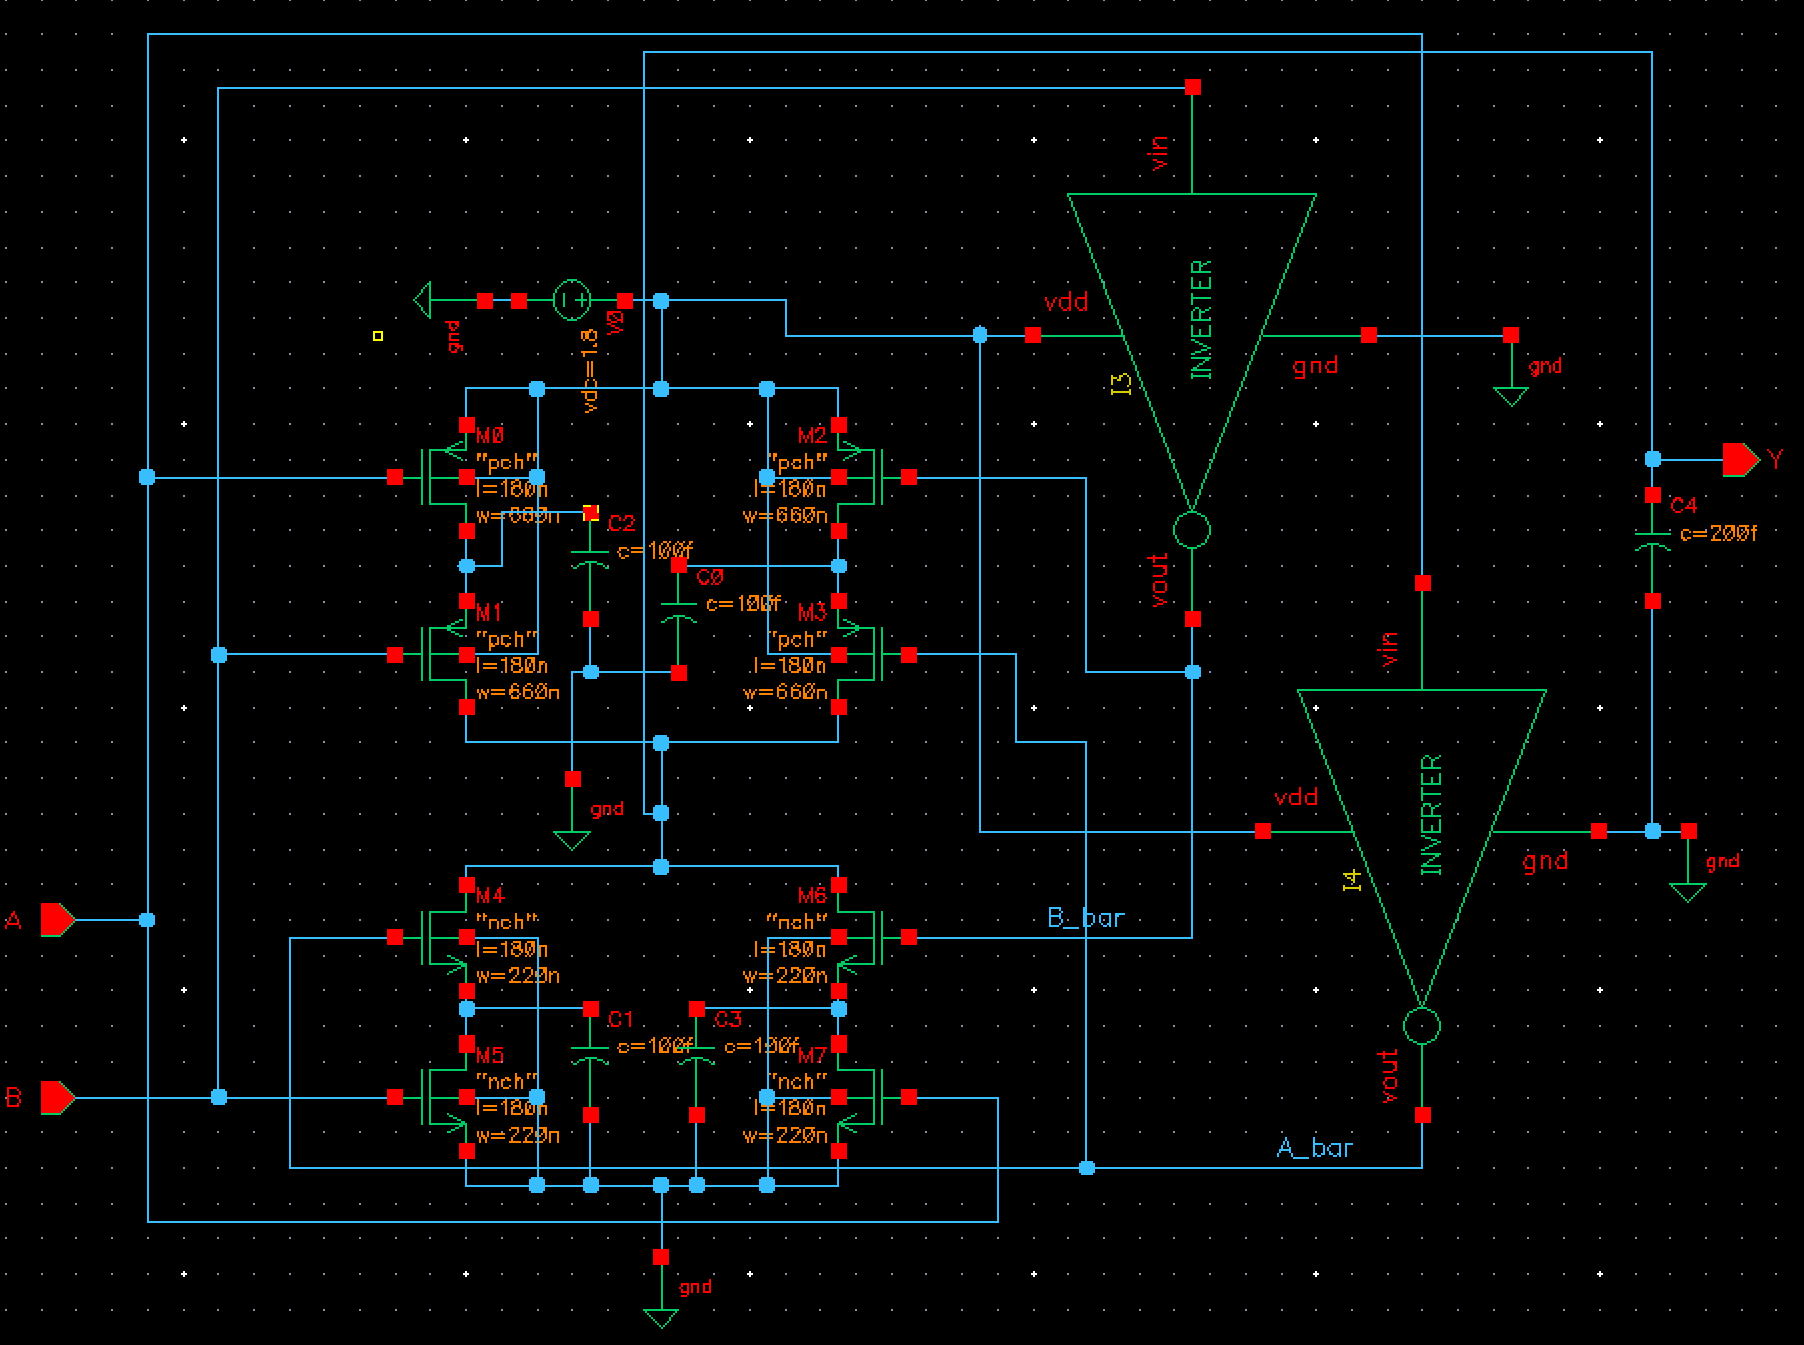 vin
INVERTER
vdd
I3
gnd
gnd
vout
gnd
V0
vdc=1.8
M0
"pch"
l=180n
w=660n
M2
"pch"
l=180n
w=660n
C2
c=100f
C0
c=100f
M1
"pch"
l=180n
w=660n
M3
"pch"
l=180n
w=660n
gnd
Y
C4
c=200f
vin
INVERTER
vdd
I4
gnd
gnd
vout
A
M4
"nch"
l=180n
w=220n
M6
"nch"
l=180n
w=220n
B_bar
C1
c=100f
C3
c=100f
B
M5
"nch"
l=180n
w=220n
M7
"nch"
l=180n
w=220n
A_bar
gnd